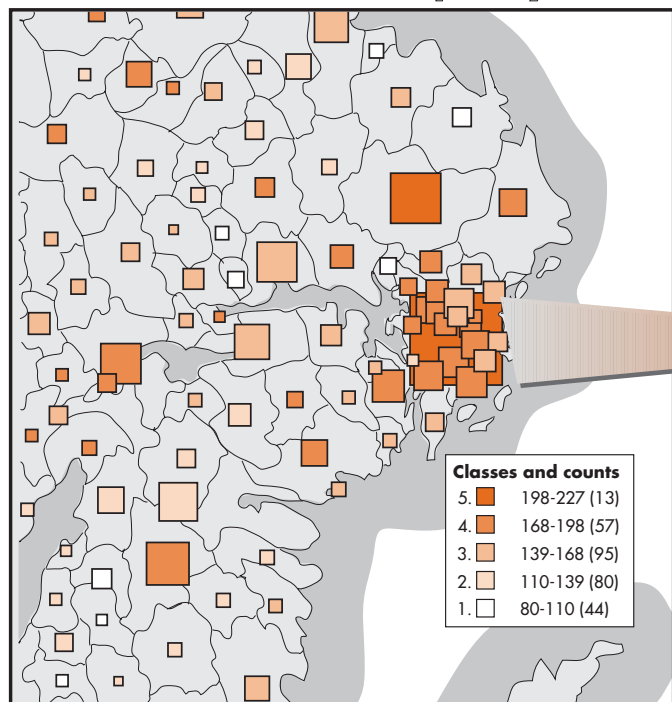 Classes and counts
5. 198-227 (13)
4. 168-198 (57)
3. 139-168 (95)
2. 110-139 (80)
1. 80-110 (44)